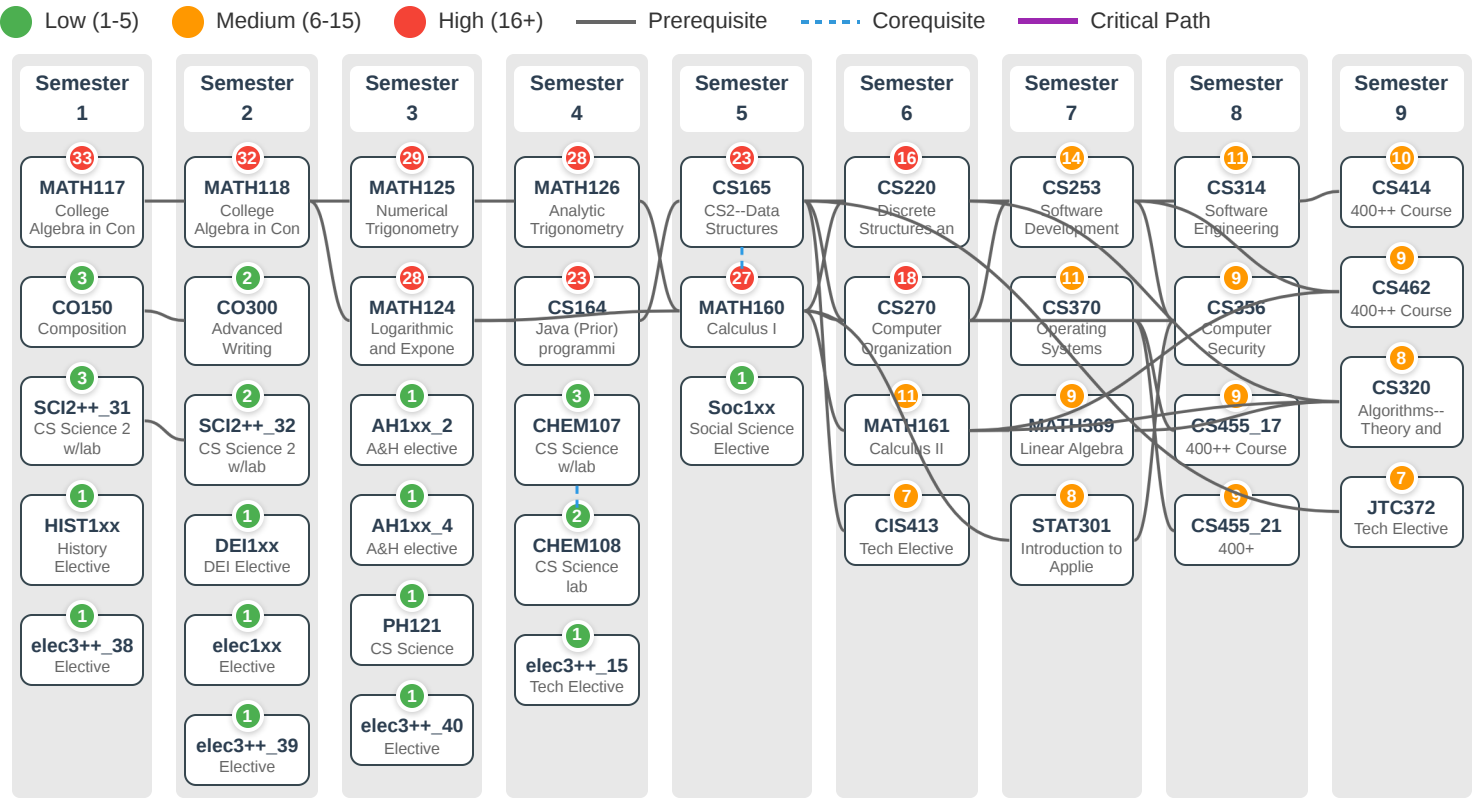 Low (1-5)
Medium (6-15)
High (16+)
Prerequisite
Corequisite
Critical Path
Semester
1
33
MATH117
College
Algebra in Con
3
CO150
Composition
3
SCI2++_31
CS Science 2
w/lab
1
HIST1xx
History
Elective
1
elec3++_38
Elective
Semester
2
32
MATH118
College
Algebra in Con
2
CO300
Advanced
Writing
2
SCI2++_32
CS Science 2
w/lab
1
DEI1xx
DEI Elective
1
elec1xx
Elective
1
elec3++_39
Elective
Semester
3
29
MATH125
Numerical
Trigonometry
28
MATH124
Logarithmic
and Expone
1
AH1xx_2
A&H elective
1
AH1xx_4
A&H elective
1
PH121
CS Science
1
elec3++_40
Elective
Semester
4
28
MATH126
Analytic
Trigonometry
23
CS164
Java (Prior)
programmi
3
CHEM107
CS Science
w/lab
2
CHEM108
CS Science
lab
1
elec3++_15
Tech Elective
Semester
5
23
CS165
CS2--Data
Structures
27
MATH160
Calculus I
1
Soc1xx
Social Science
Elective
Semester
6
16
CS220
Discrete
Structures an
18
CS270
Computer
Organization
11
MATH161
Calculus II
7
CIS413
Tech Elective
Semester
7
14
CS253
Software
Development
11
CS370
Operating
Systems
9
MATH369
Linear Algebra
8
STAT301
Introduction to
Applie
Semester
8
11
CS314
Software
Engineering
9
CS356
Computer
Security
9
CS455_17
400++ Course
9
CS455_21
400+
Semester
9
10
CS414
400++ Course
9
CS462
400++ Course
8
CS320
Algorithms--
Theory and
7
JTC372
Tech Elective